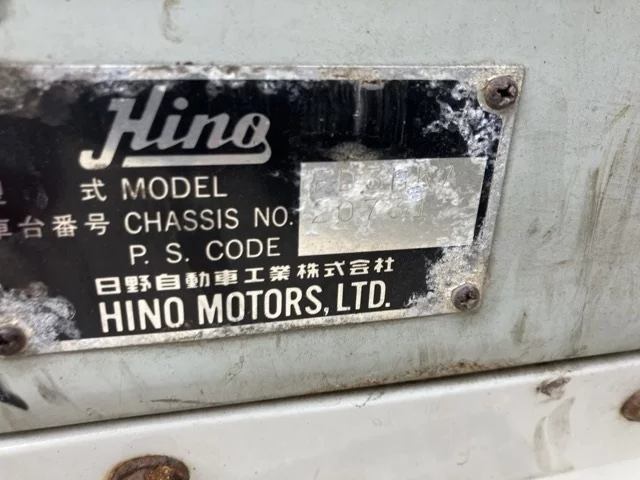 Hino
型 式 MODEL
車台番号 CHASSIS NO.
P. S. CODE
日野自動車工業株式会社
HINO MOTORS, LTD.